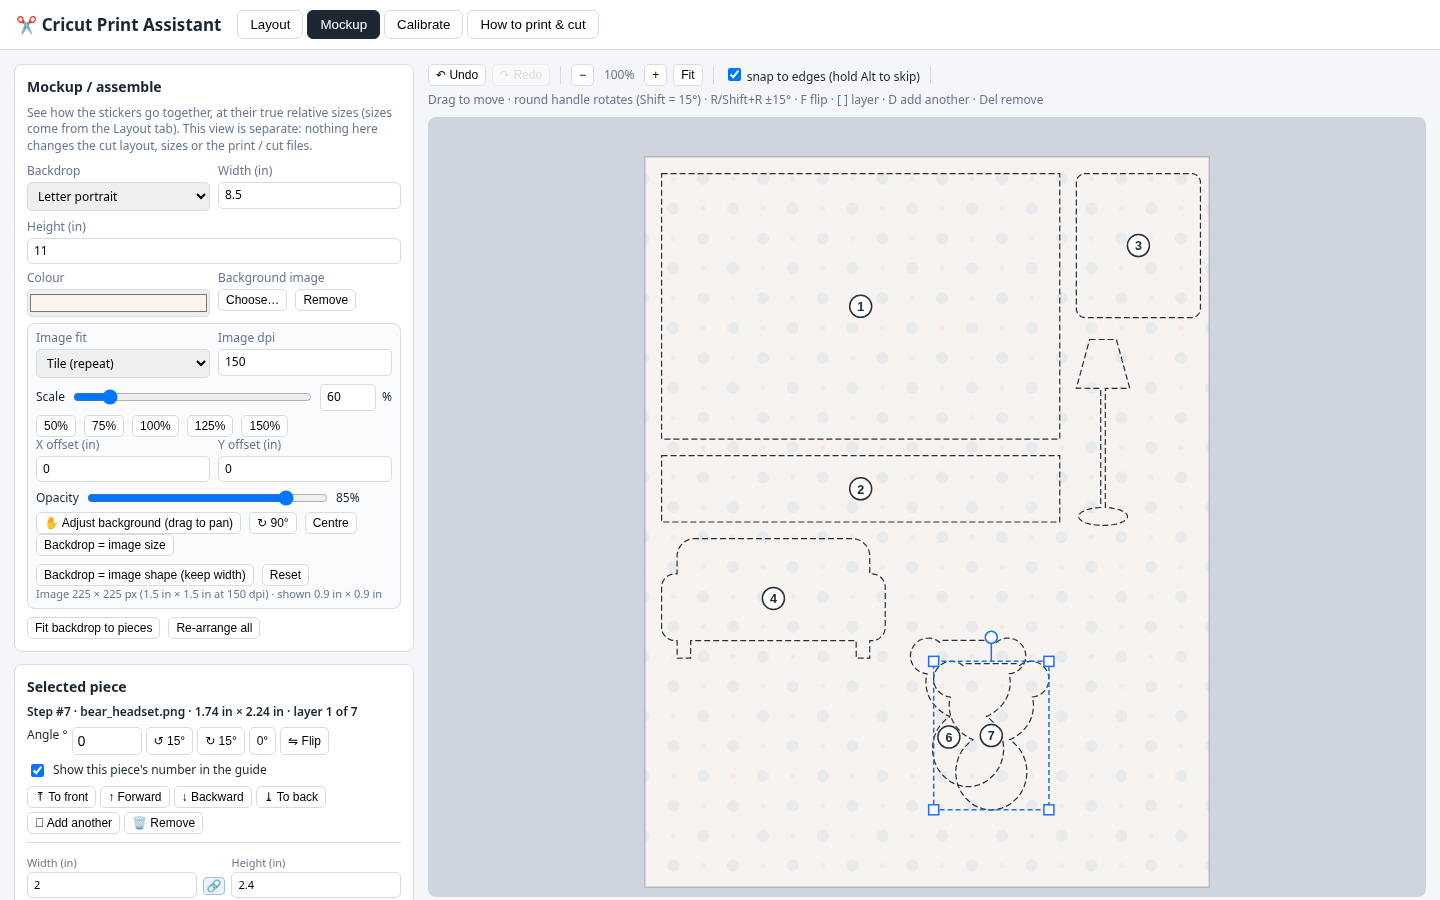 ✂️ Cricut Print Assistant
Layout
Mockup
Calibrate
How to print & cut
Mockup / assemble
See how the stickers go together, at their true relative sizes (sizes
come from the Layout tab). This view is separate: nothing here
changes the cut layout, sizes or the print / cut files.
Backdrop
Width (in)
Letter portrait
8.5
Height (in)
11
Colour
Background image
Choose…
Remove
Image fit
Image dpi
Tile (repeat)
150
Scale
60
%
50%
75%
100%
125%
150%
X offset (in)
Y offset (in)
0
0
Opacity
85%
✋ Adjust background (drag to pan)
↻ 90°
Centre
Backdrop = image size
Backdrop = image shape (keep width)
Reset
Image 225 × 225 px (1.5 in × 1.5 in at 150 dpi) · shown 0.9 in × 0.9 in
Fit backdrop to pieces
Re-arrange all
Selected piece
Step #7 · bear_headset.png · 1.74 in × 2.24 in · layer 1 of 7
Angle °
0
↺ 15°
↻ 15°
0°
⇋ Flip
Show this piece's number in the guide
⤒ To front
↑ Forward
↓ Backward
⤓ To back
Add another
🗑️ Remove
Width (in)
Height (in)
2
🔗
2.4
↶ Undo
↷ Redo
−
100%
+
Fit
snap to edges (hold Alt to skip)
Drag to move · round handle rotates (Shift = 15°) · R/Shift+R ±15° · F flip · [ ] layer · D add another · Del remove
1
3
2
4
6
7